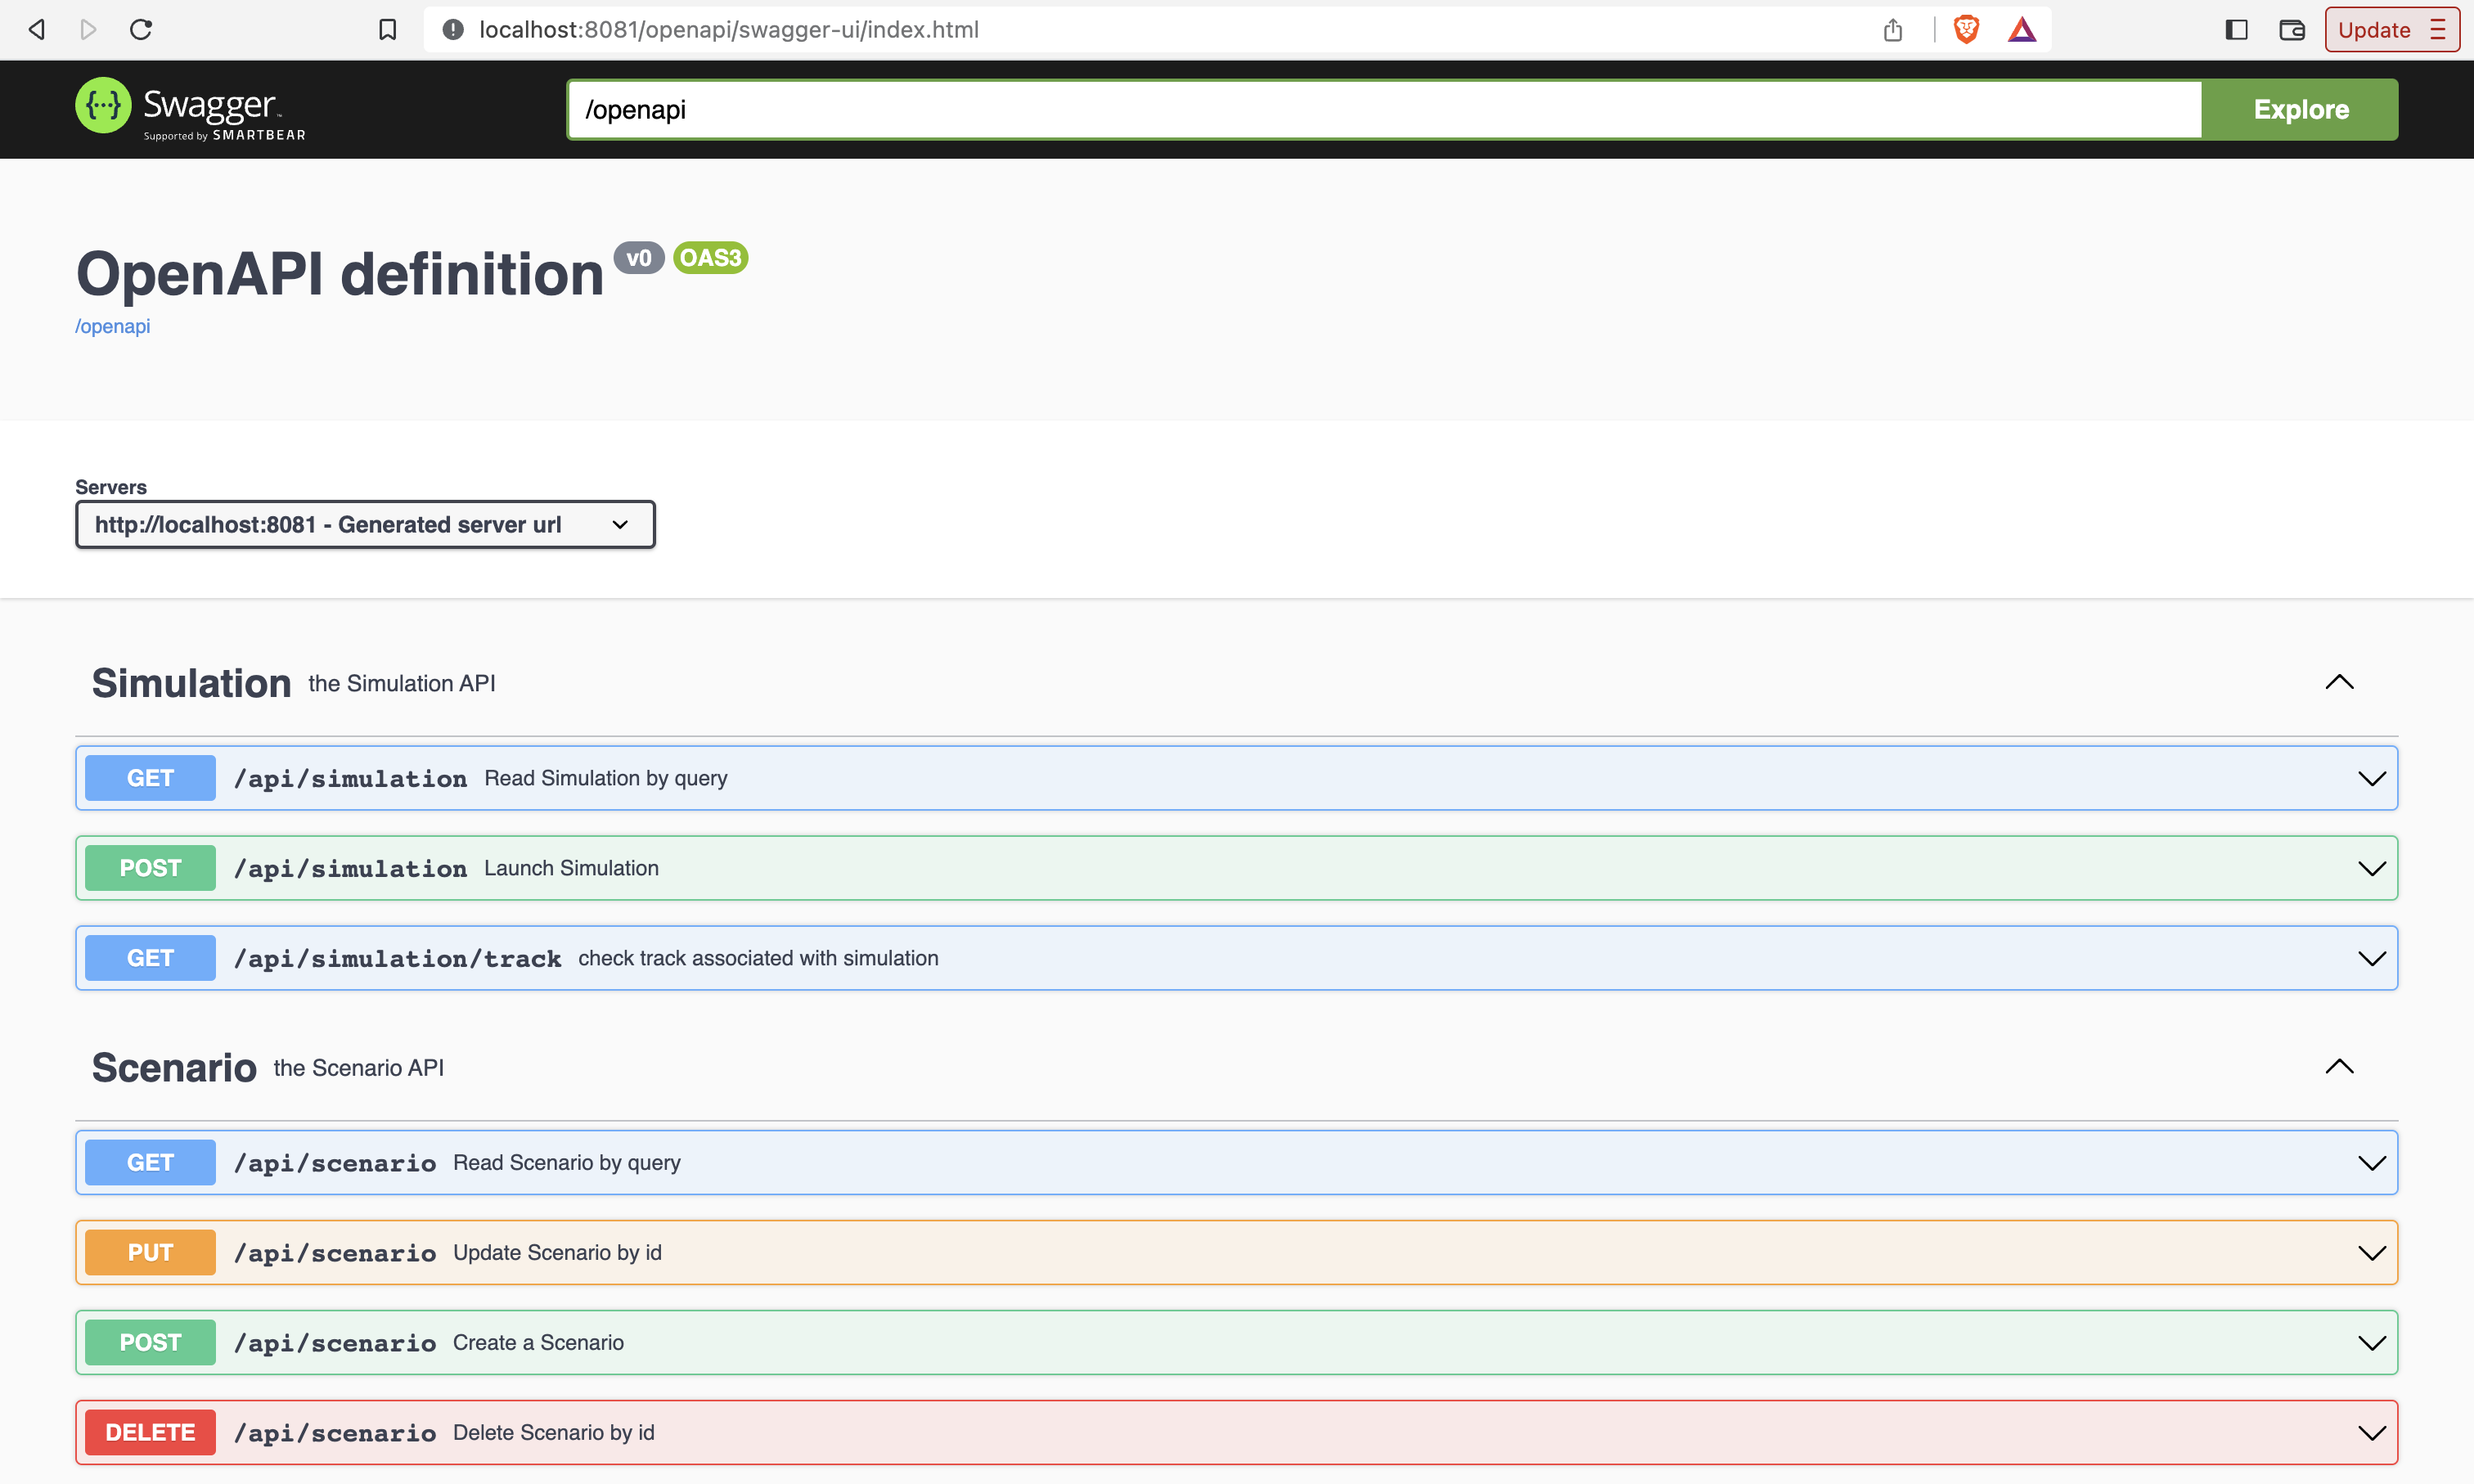 localhost:8081/openapi/swagger-ui/index.html
Update
{···} Swagger™
Supported by SMARTBEAR
/openapi
Explore
OpenAPI definition v0 OAS3
/openapi
Servers
http://localhost:8081 - Generated server url
Simulation the Simulation API
GET /api/simulation Read Simulation by query
POST /api/simulation Launch Simulation
GET /api/simulation/track check track associated with simulation
Scenario the Scenario API
GET /api/scenario Read Scenario by query
PUT /api/scenario Update Scenario by id
POST /api/scenario Create a Scenario
DELETE /api/scenario Delete Scenario by id